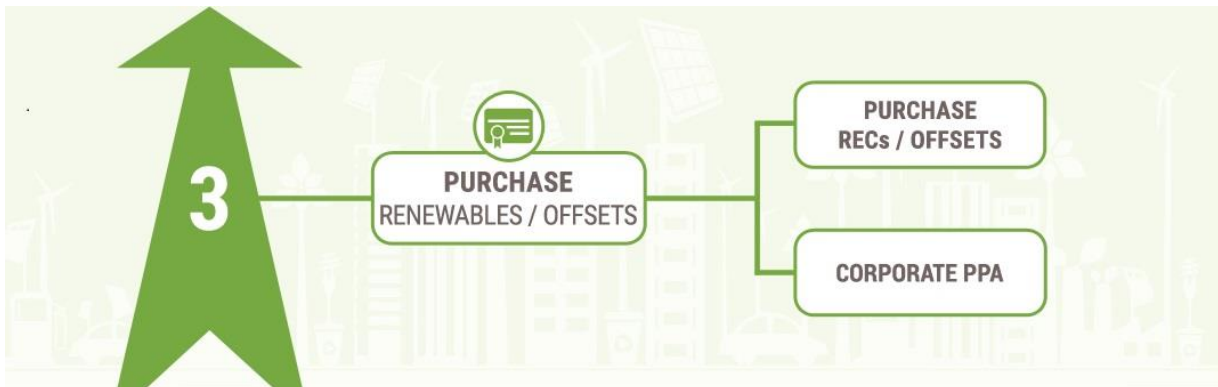 3
PURCHASE
RENEWABLES / OFFSETS
PURCHASE
RECs / OFFSETS
CORPORATE PPA